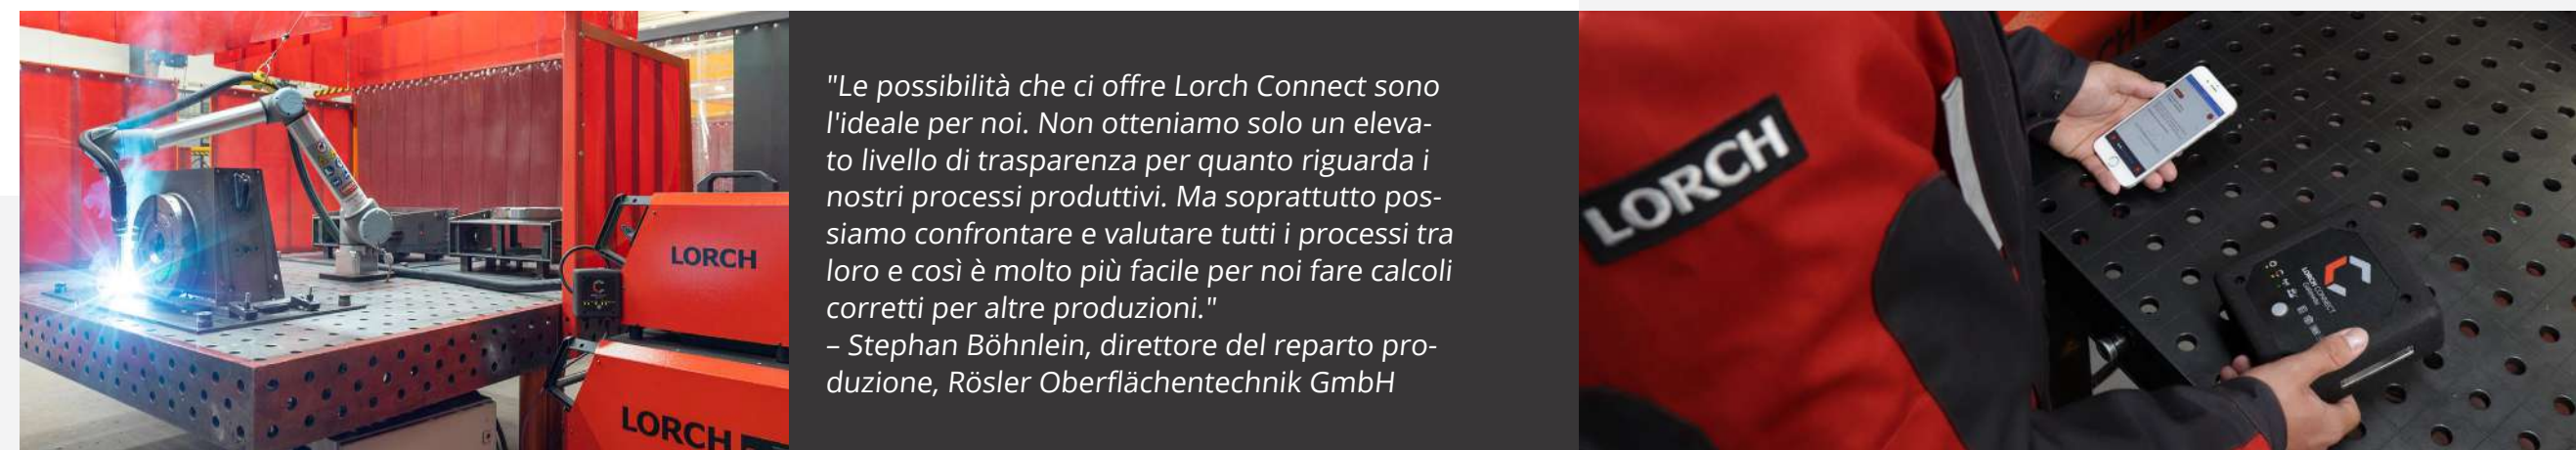 LORCH
LORCH
"Le possibilità che ci offre Lorch Connect sono
l'ideale per noi. Non otteniamo solo un eleva-
to livello di trasparenza per quanto riguarda i
nostri processi produttivi. Ma soprattutto pos-
siamo confrontare e valutare tutti i processi tra
loro e così è molto più facile per noi fare calcoli
corretti per altre produzioni."
– Stephan Böhnlein, direttore del reparto pro-
duzione, Rösler Oberflächentechnik GmbH
LORCH
LORCH CONNECT
Gateway